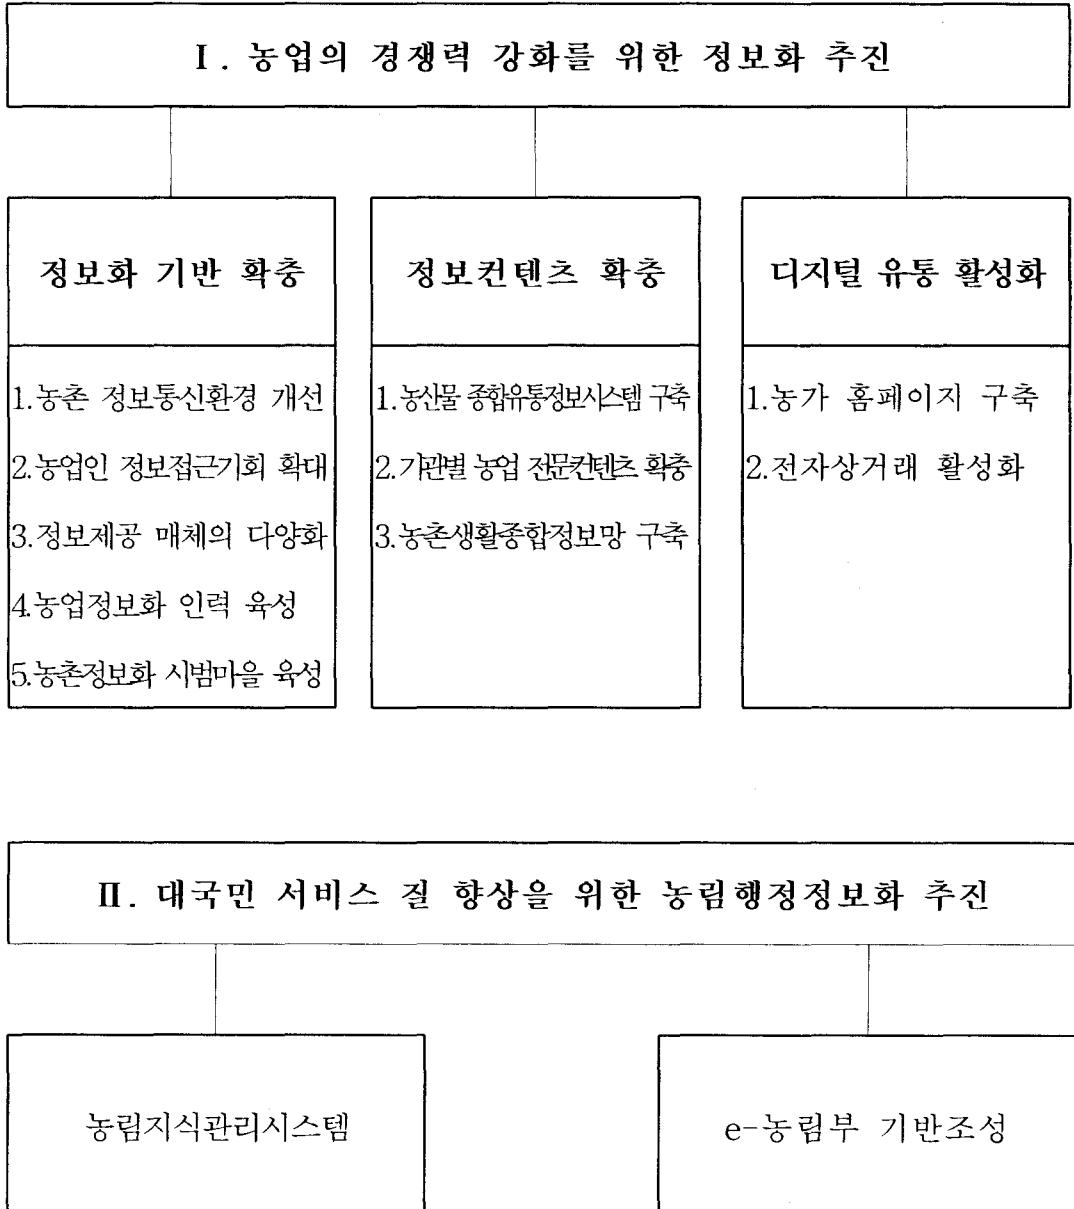 Ⅰ. 농업의 경쟁력 강화를 위한 정보화 추진
정보화 기반 확충
1.농촌 정보통신환경 개선
2.농업인 정보접근기회 확대
3.정보제공 매체의 다양화
4.농업정보화 인력 육성
5.농촌정보화 시범마을 육성
정보컨텐츠 확충
1.농산물 종합유통정보시스템 구축
2.기관별 농업 전문컨텐츠 확충
3.농촌생활종합정보망 구축
디지털 유통 활성화
1.농가 홈페이지 구축
2.전자상거래 활성화
Ⅱ. 대국민 서비스 질 향상을 위한 농림행정정보화 추진
농림지식관리시스템
e-농림부 기반조성